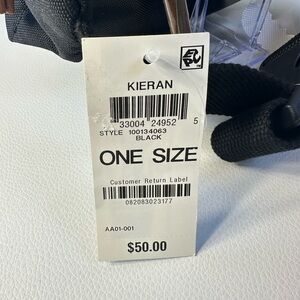 KIERAN
33004 24952 5
STYLE 100134063
BLACK
ONE SIZE
Customer Return Label
082083023177
AA01-001
$50.00